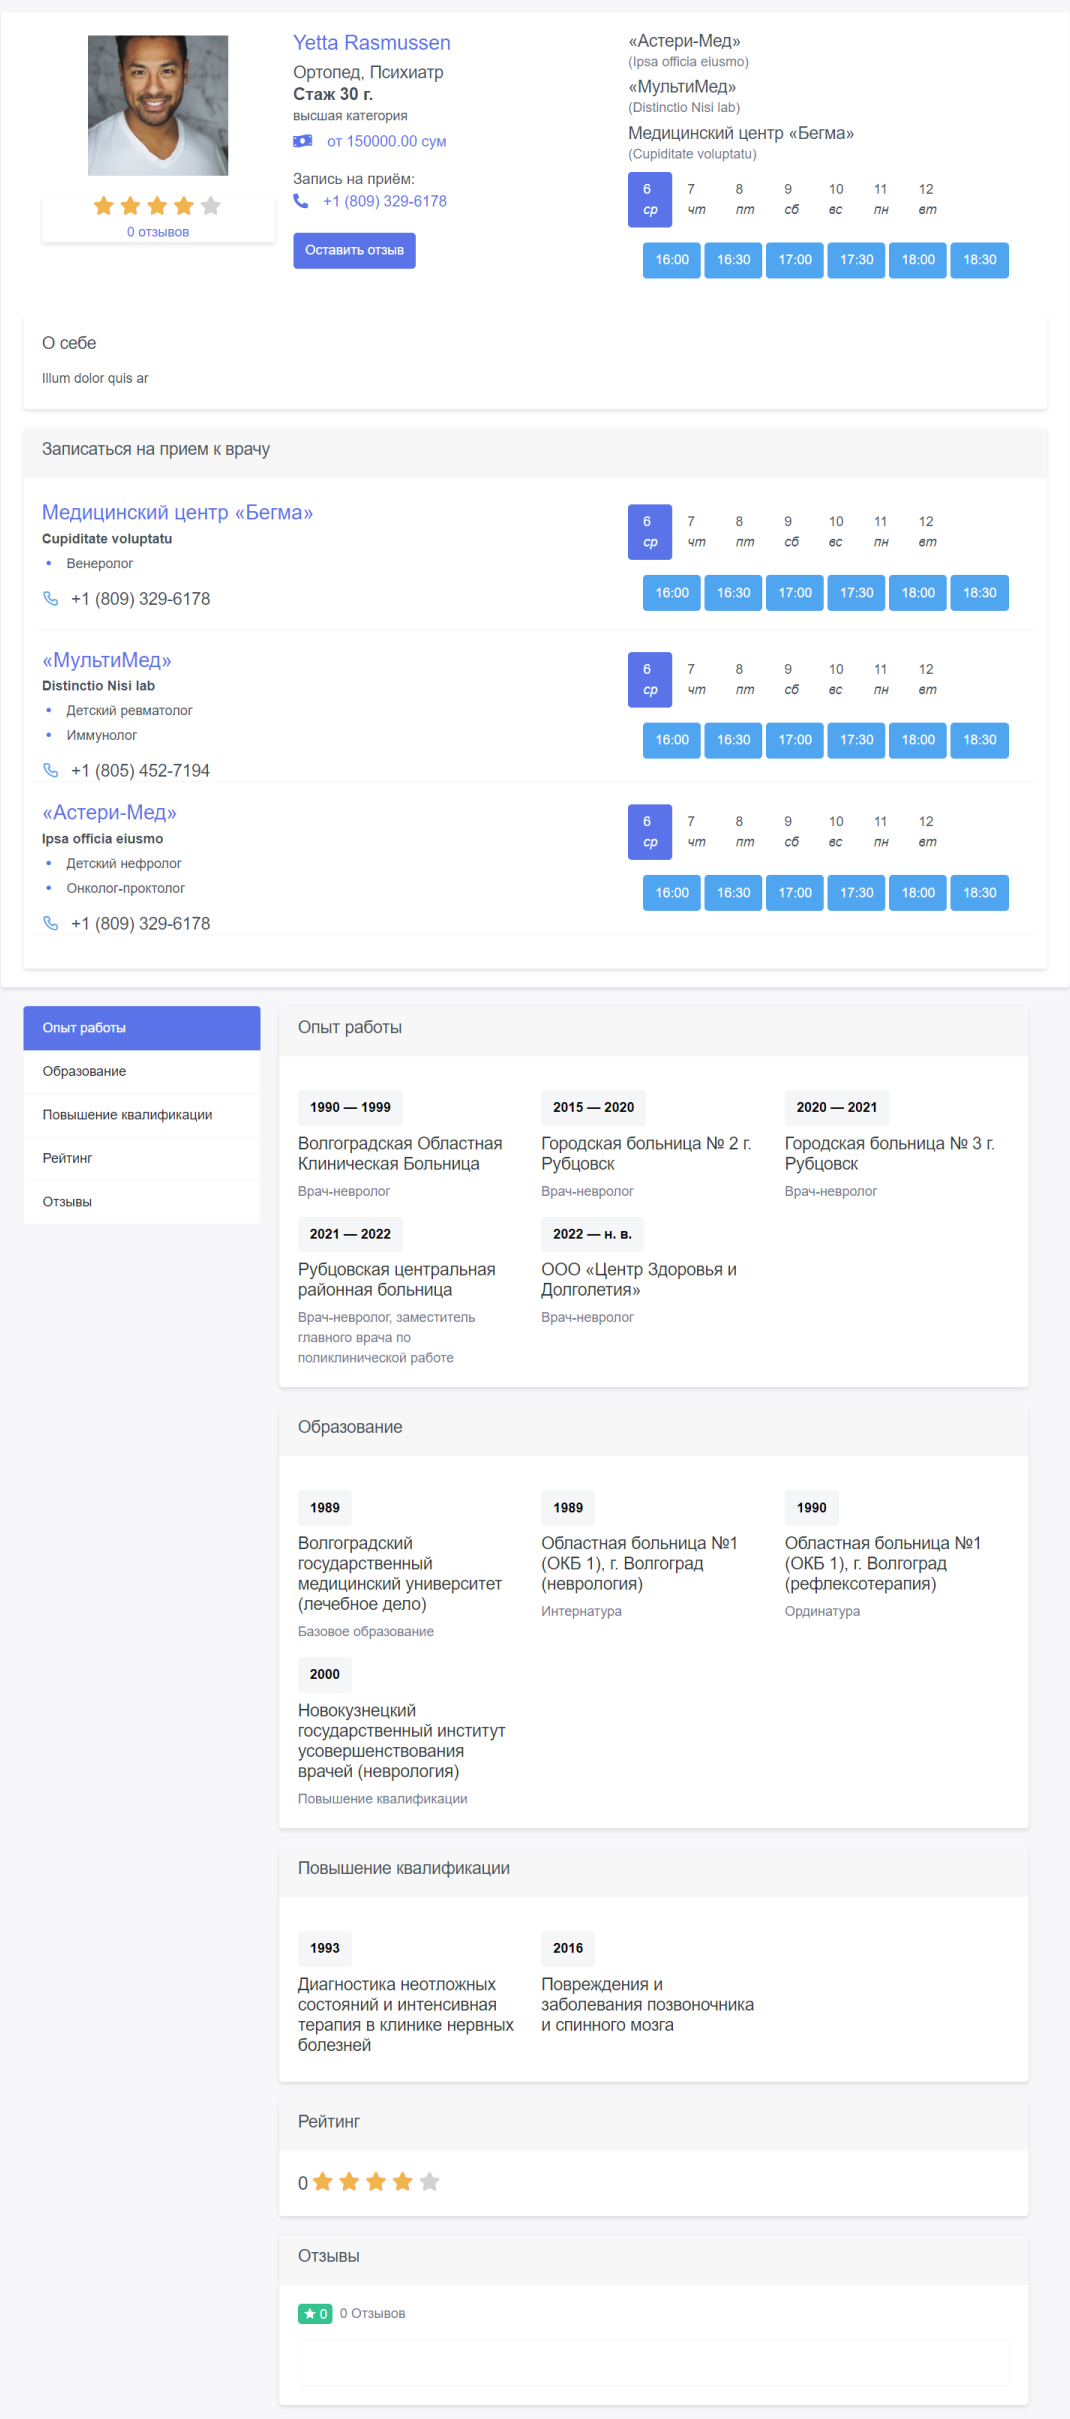 Yetta Rasmussen
Ортопед, Психиатр
Стаж 30 г.
высшая категория
от 150000.00 сум
Запись на приём:
+1 (809) 329-6178
Оставить отзыв
0 отзывов
«Астери-Мед»
(Ipsa officia eiusmo)
«МультиМед»
(Distinctio Nisi lab)
Медицинский центр «Бегма»
(Cupiditate voluptatu)
6 7 8 9 10 11 12
ср чт пт сб вс пн вт
16:00 16:30 17:00 17:30 18:00 18:30
О себе
Illum dolor quis ar
Записаться на прием к врачу
Медицинский центр «Бегма»
Cupiditate voluptatu
Венеролог
+1 (809) 329-6178
6 7 8 9 10 11 12
ср чт пт сб вс пн вт
16:00 16:30 17:00 17:30 18:00 18:30
«МультиМед»
Distinctio Nisi lab
Детский ревматолог
Иммунолог
+1 (805) 452-7194
6 7 8 9 10 11 12
ср чт пт сб вс пн вт
16:00 16:30 17:00 17:30 18:00 18:30
«Астери-Мед»
Ipsa officia eiusmo
Детский нефролог
Онколог-проктолог
+1 (809) 329-6178
6 7 8 9 10 11 12
ср чт пт сб вс пн вт
16:00 16:30 17:00 17:30 18:00 18:30
Опыт работы
Образование
Повышение квалификации
Рейтинг
Отзывы
Опыт работы
1990 — 1999
Волгоградская Областная
Клиническая Больница
Врач-невролог
2015 — 2020
Городская больница № 2 г.
Рубцовск
Врач-невролог
2020 — 2021
Городская больница № 3 г.
Рубцовск
Врач-невролог
2021 — 2022
Рубцовская центральная
районная больница
Врач-невролог, заместитель
главного врача по
поликлинической работе
2022 — н. в.
ООО «Центр Здоровья и
Долголетия»
Врач-невролог
Образование
1989
Волгоградский
государственный
медицинский университет
(лечебное дело)
Базовое образование
1989
Областная больница №1
(ОКБ 1), г. Волгоград
(неврология)
Интернатура
1990
Областная больница №1
(ОКБ 1), г. Волгоград
(рефлексотерапия)
Ординатура
2000
Новокузнецкий
государственный институт
усовершенствования
врачей (неврология)
Повышение квалификации
Повышение квалификации
1993
Диагностика неотложных
состояний и интенсивная
терапия в клинике нервных
болезней
2016
Повреждения и
заболевания позвоночника
и спинного мозга
Рейтинг
0
Отзывы
0 0 Отзывов